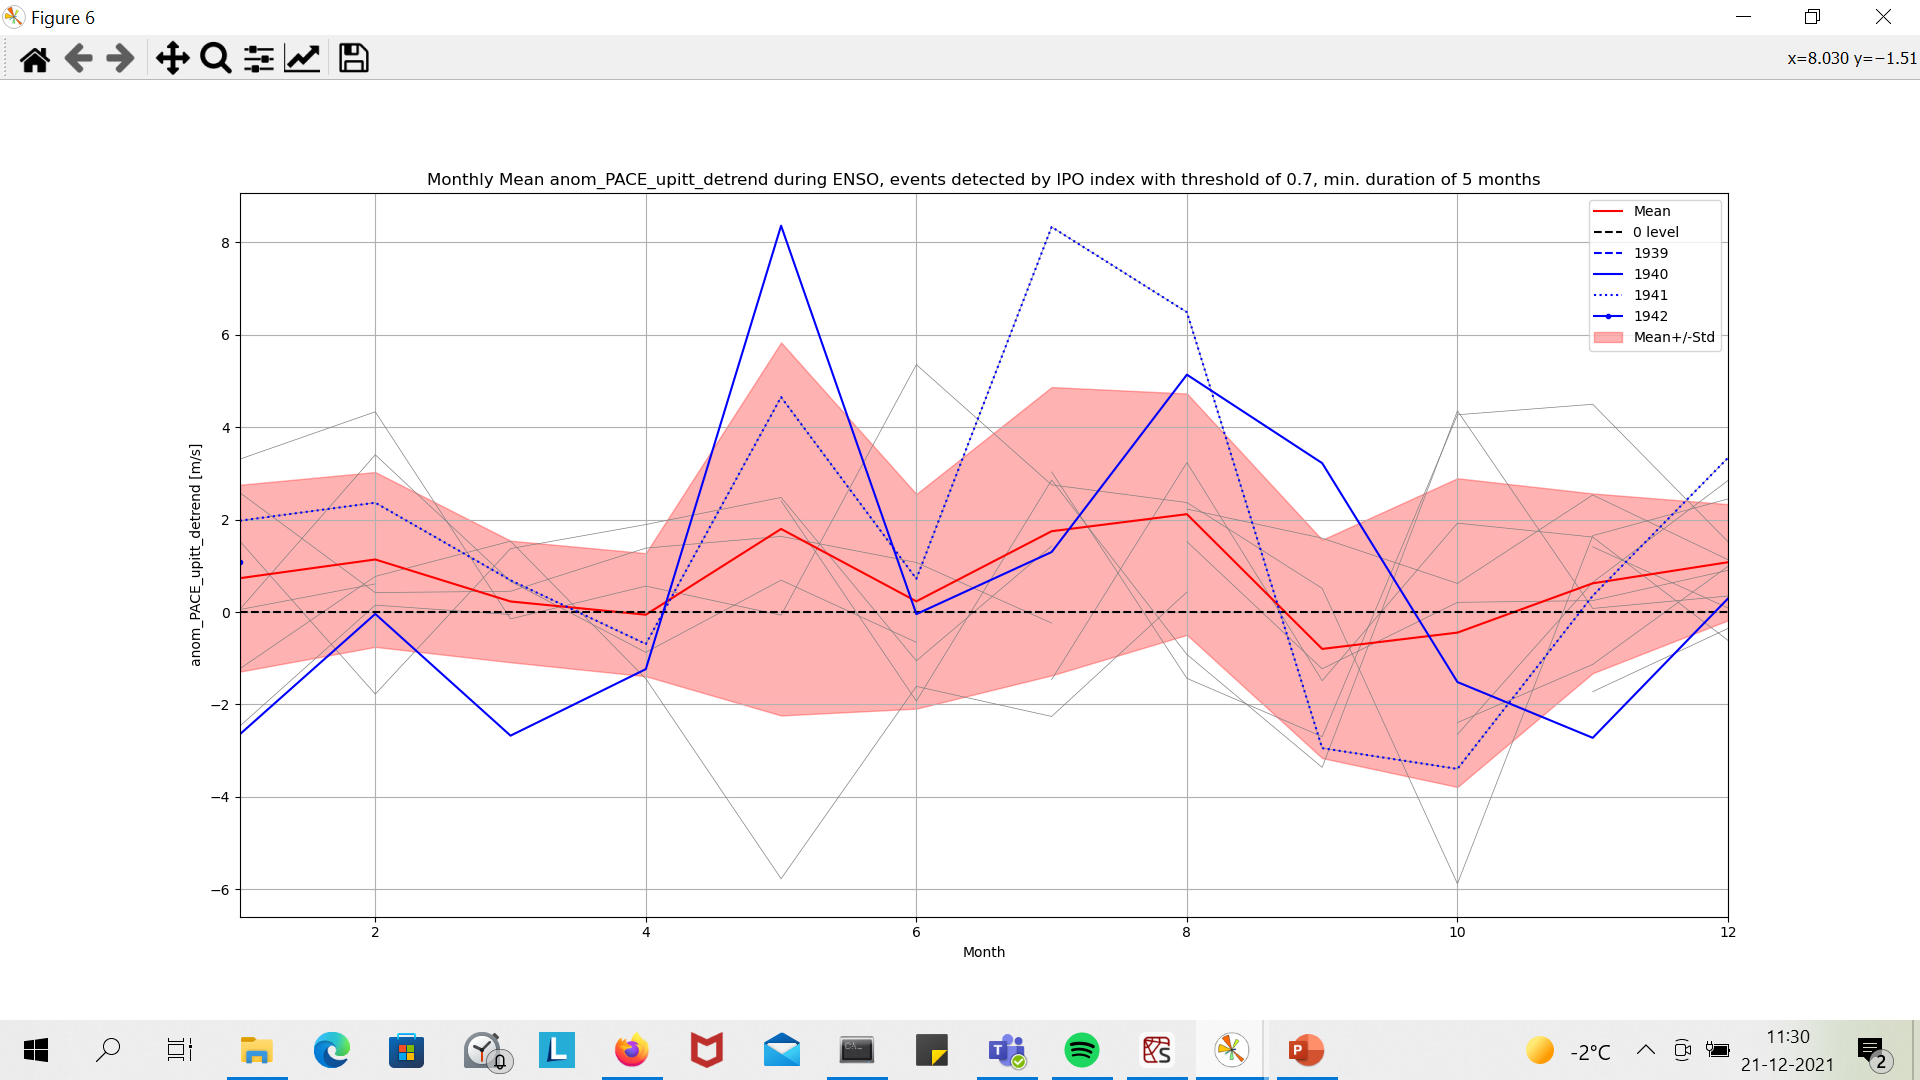 Figure 6
x=8.030 y=−1.51
Monthly Mean anom_PACE_upitt_detrend during ENSO, events detected by IPO index with threshold of 0.7, min. duration of 5 months
Mean
0 level
1939
1940
1941
1942
Mean+/-Std
anom_PACE_upitt_detrend [m/s]
8
6
4
2
0
−2
−4
−6
2 4 6 8 10 12
Month
L
C:\_
T
S
P
-2°C
11:30
21-12-2021
2